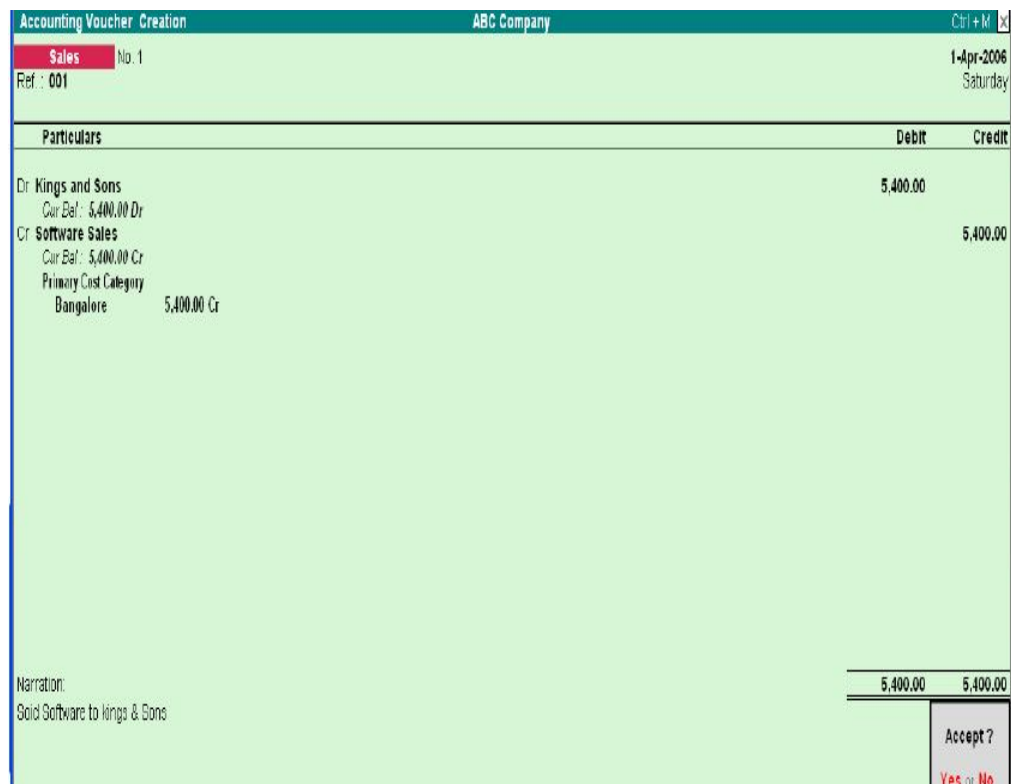 Accounting Voucher Creation ABC Company Ctrl + M X
Sales No. 1 1-Apr-2006
Ref. : 001 Saturday
Particulars Debit Credit
Dr Kings and Sons 5,400.00
Cur Bal : 5,400.00 Dr
Cr Software Sales 5,400.00
Cur Bal : 5,400.00 Cr
Primary Cost Category
Bangalore 5,400.00 Cr
Narration: 5,400.00 5,400.00
Sold Software to kings & Sons
Accept ?
Yes or No